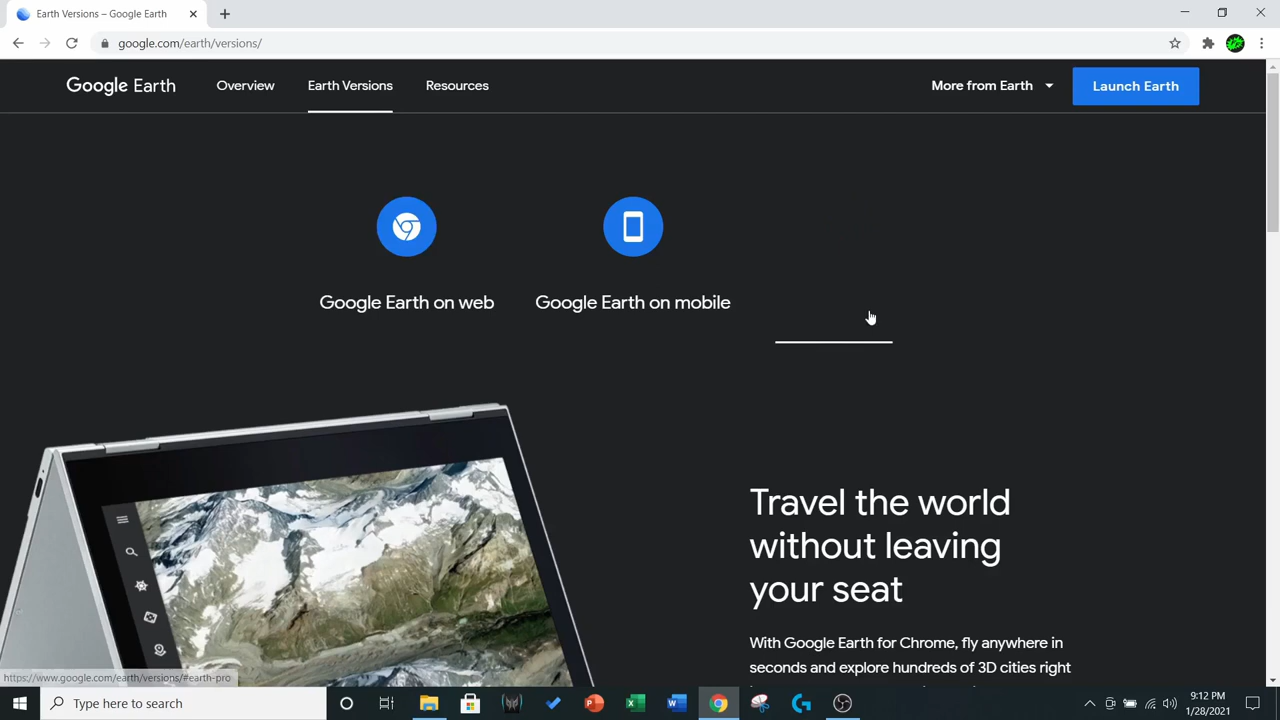 Earth Versions – Google Earth
google.com/earth/versions/
Google Earth
Overview
Earth Versions
Resources
More from Earth
Launch Earth
Google Earth on web
Google Earth on mobile
Travel the world
without leaving
your seat
With Google Earth for Chrome, fly anywhere in
seconds and explore hundreds of 3D cities right
https://www.google.com/earth/versions/#earth-pro
Type here to search
9:12 PM
1/28/2021